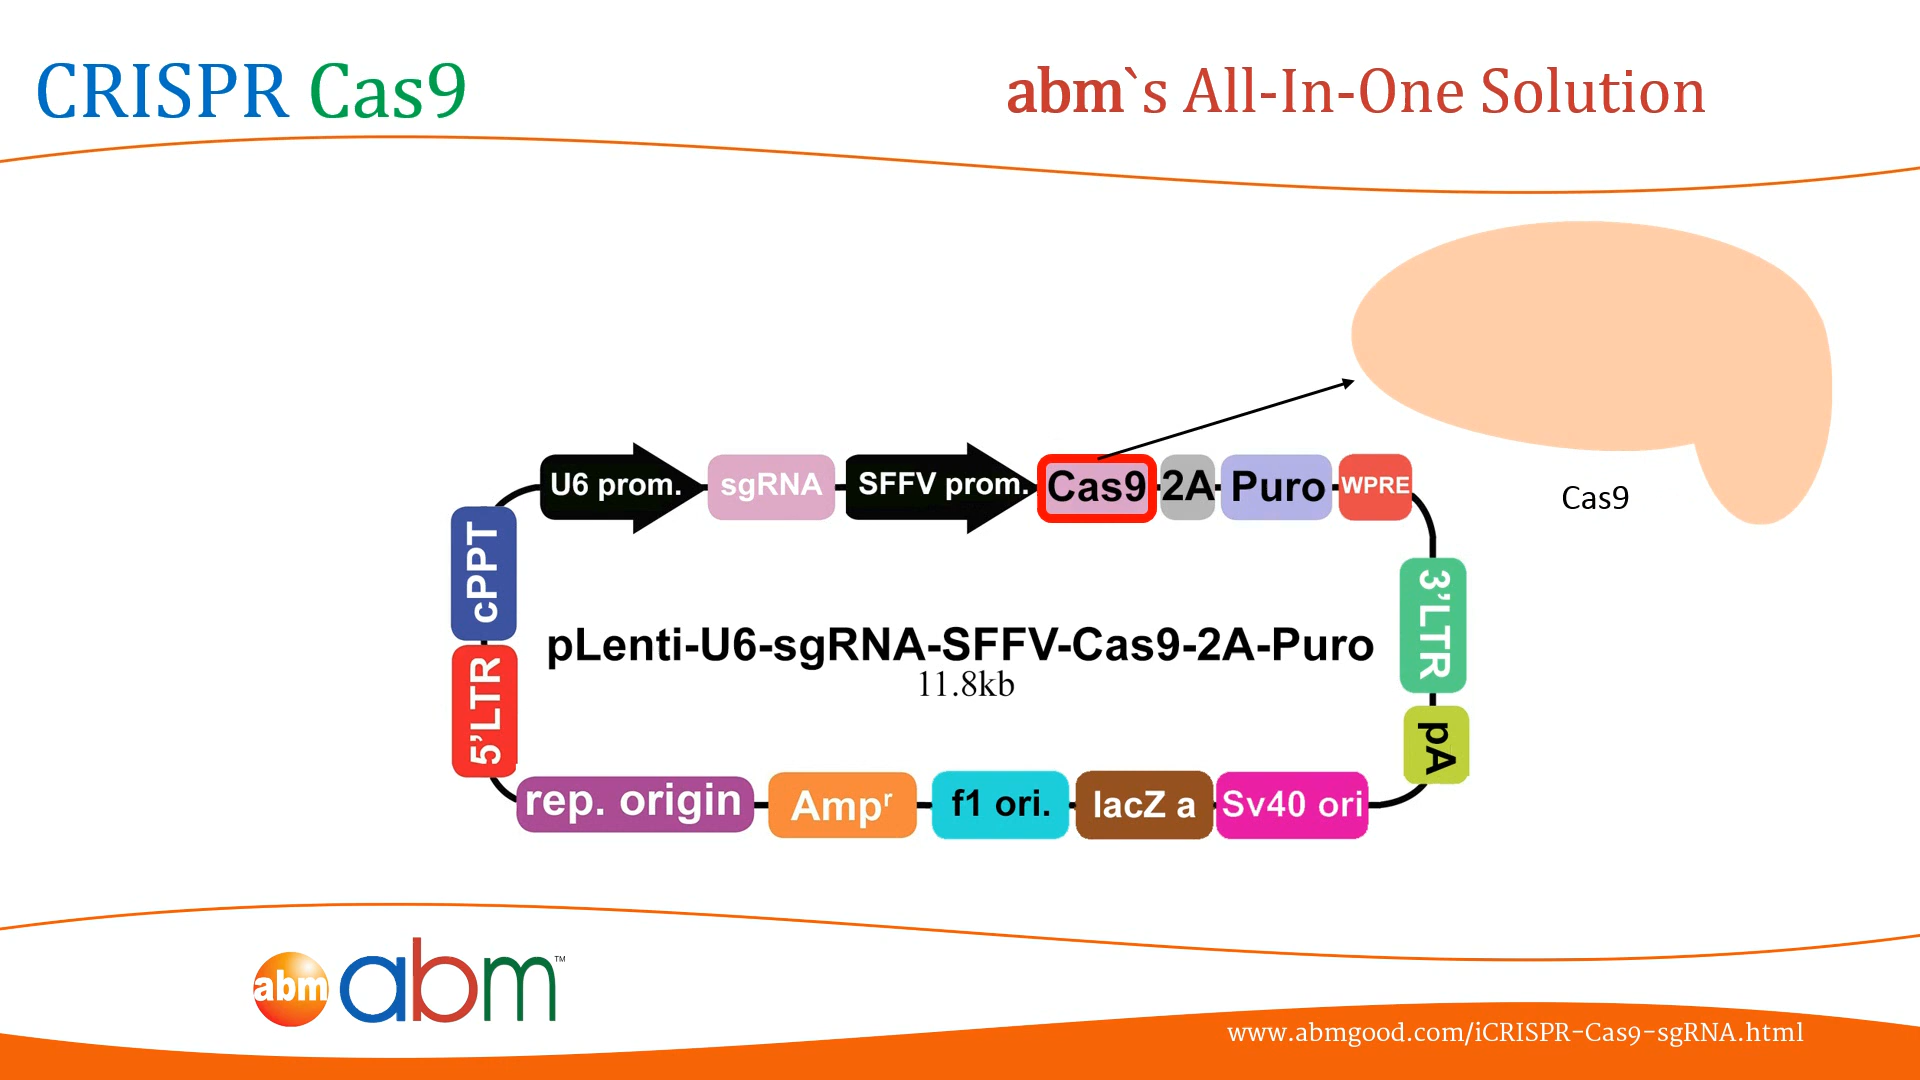 CRISPR Cas9
abm`s All-In-One Solution
U6 prom.
sgRNA
SFFV prom.
Cas9
2A
Puro
WPRE
Cas9
cPPT
3'LTR
pLenti-U6-sgRNA-SFFV-Cas9-2A-Puro
11.8kb
5'LTR
pA
rep. origin
Ampr
f1 ori.
lacZ a
Sv40 ori
abm
abm™
www.abmgood.com/iCRISPR-Cas9-sgRNA.html